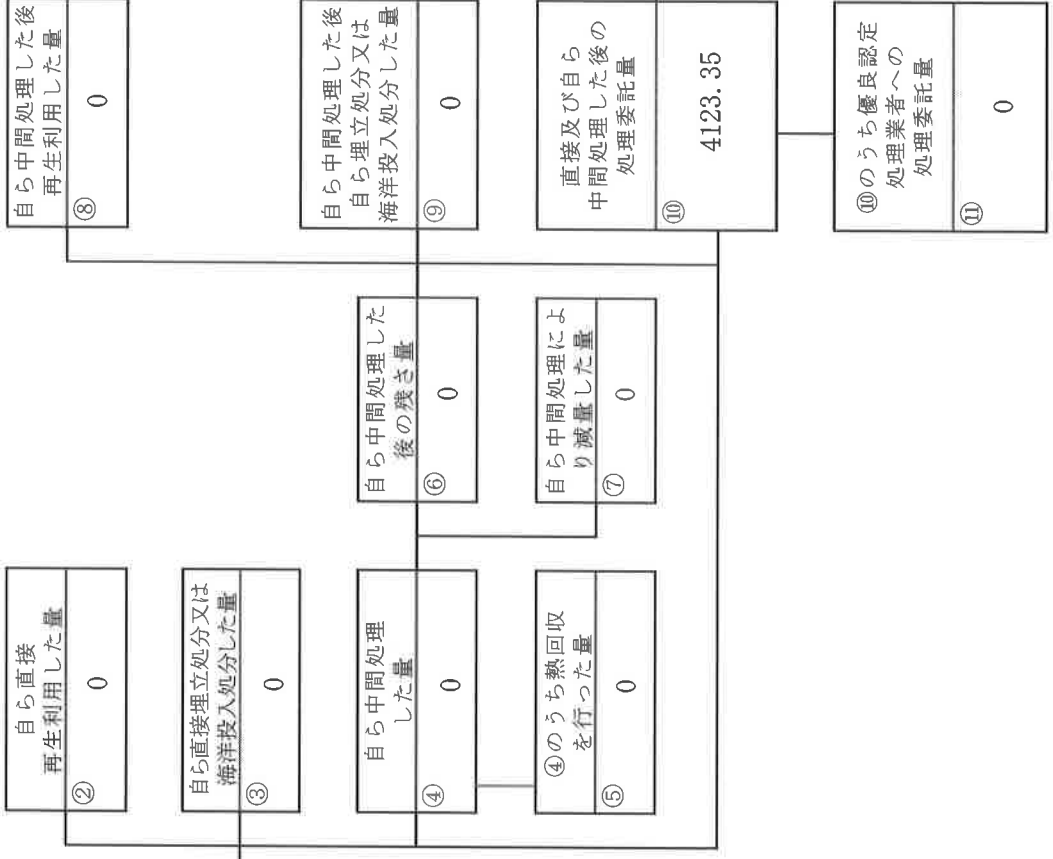 自ら直接
再生利用した量
②
0
自ら直接埋立処分又は
海洋投入処分した量
③
0
自ら中間処理
した量
④
0
④のうち熱回収
を行った量
⑤
0
自ら中間処理した
後の残さ量
⑥
0
自ら中間処理によ
り減量した量
⑦
0
自ら中間処理した後
再生利用した量
⑧
0
自ら中間処理した後
自ら埋立処分又は
海洋投入処分した量
⑨
0
直接及び自ら
中間処理した後の
処理委託量
⑩
4123.35
⑩のうち優良認定
処理業者への
処理委託量
⑪
0